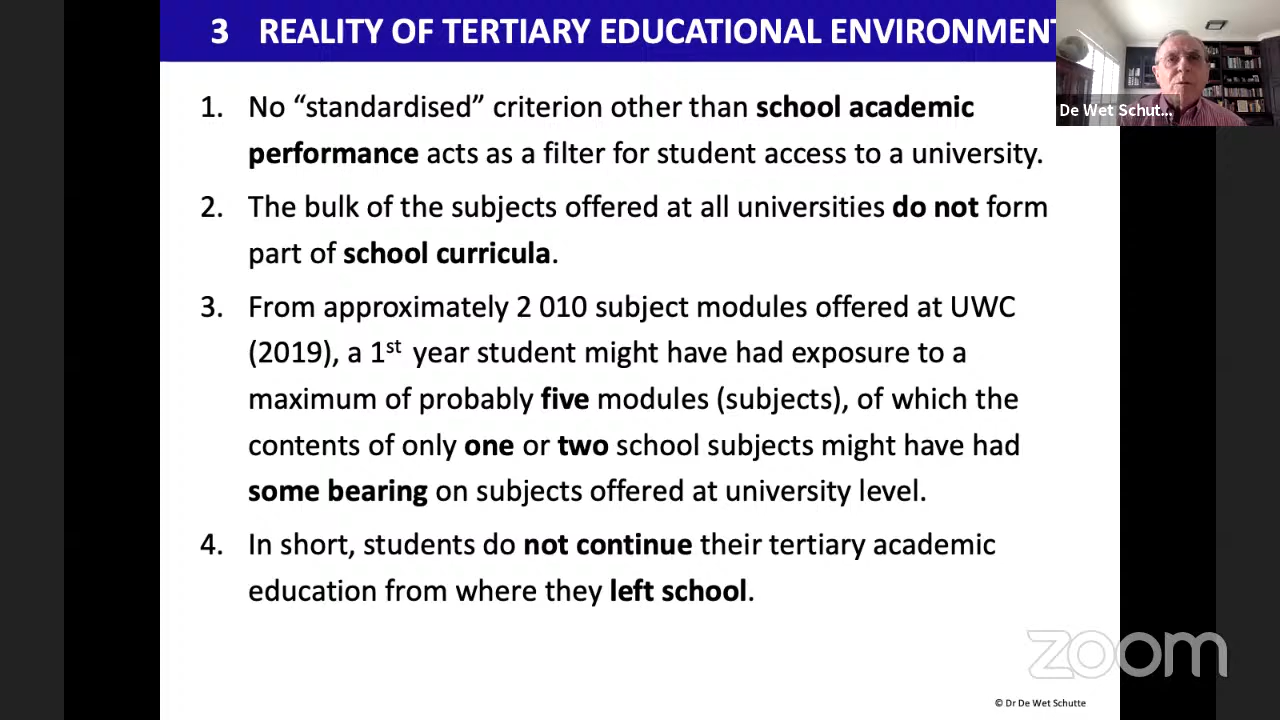 3 REALITY OF TERTIARY EDUCATIONAL ENVIRONMENT
De Wet Schut...
1. No “standardised” criterion other than school academic
performance acts as a filter for student access to a university.
2. The bulk of the subjects offered at all universities do not form
part of school curricula.
3. From approximately 2 010 subject modules offered at UWC
(2019), a 1st year student might have had exposure to a
maximum of probably five modules (subjects), of which the
contents of only one or two school subjects might have had
some bearing on subjects offered at university level.
4. In short, students do not continue their tertiary academic
education from where they left school.
zoom
© Dr De Wet Schutte